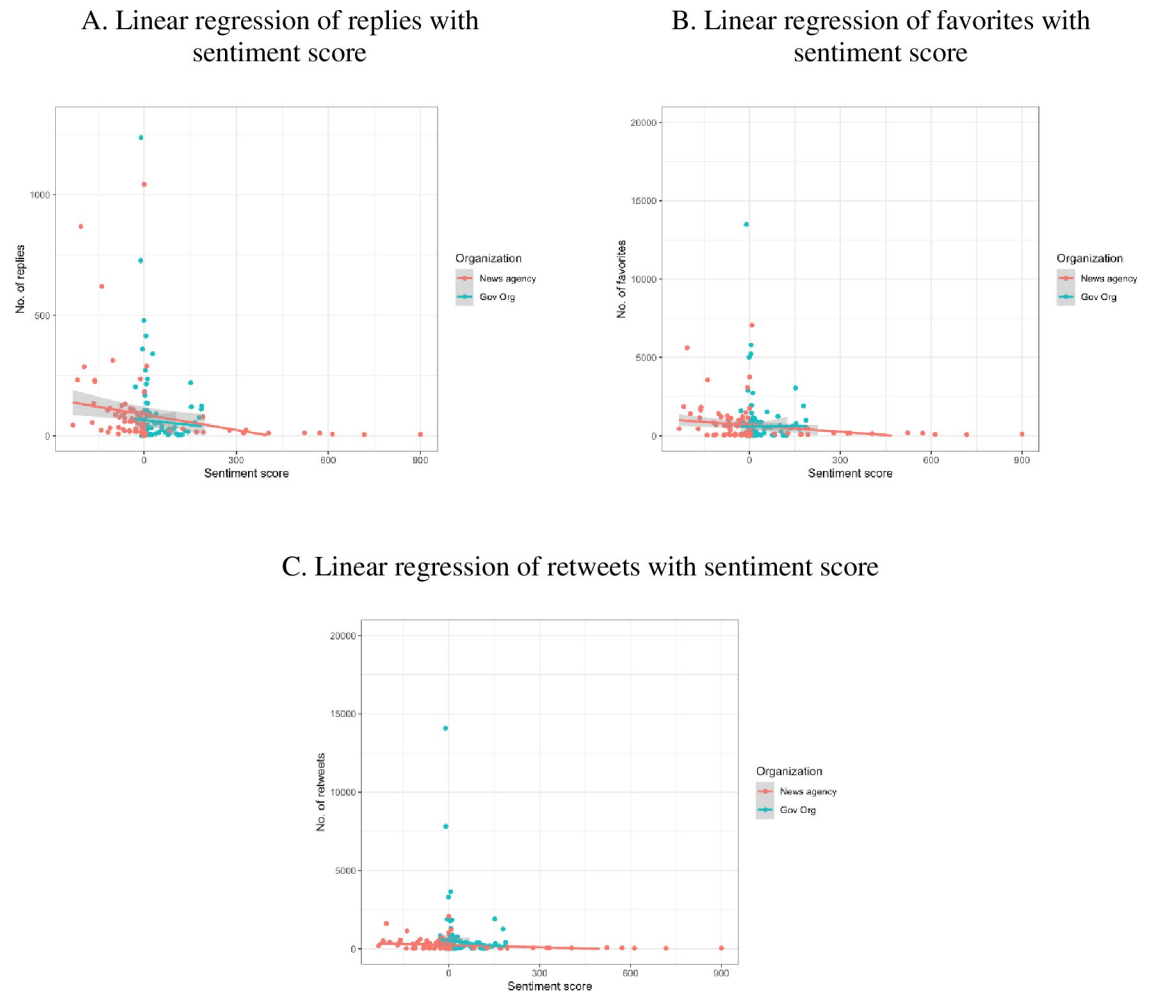 A. Linear regression of replies with
sentiment score
B. Linear regression of favorites with
sentiment score
1000
500
0
No. of replies
0 300 600 900
Sentiment score
Organization
News agency
Gov Org
20000
15000
10000
5000
0
No. of favorites
0 300 600 900
Sentiment score
Organization
News agency
Gov Org
C. Linear regression of retweets with sentiment score
20000
15000
10000
5000
0
No. of retweets
0 300 600 900
Sentiment score
Organization
News agency
Gov Org